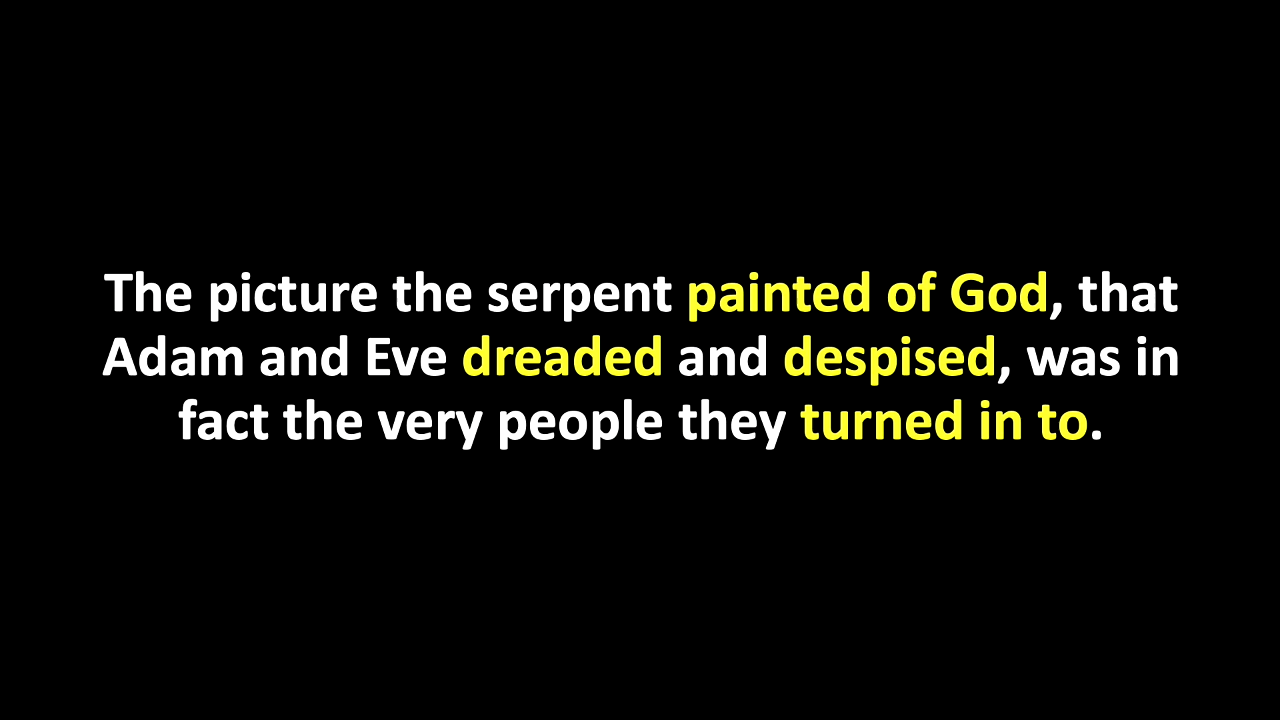 The picture the serpent painted of God, that
Adam and Eve dreaded and despised, was in
fact the very people they turned in to.